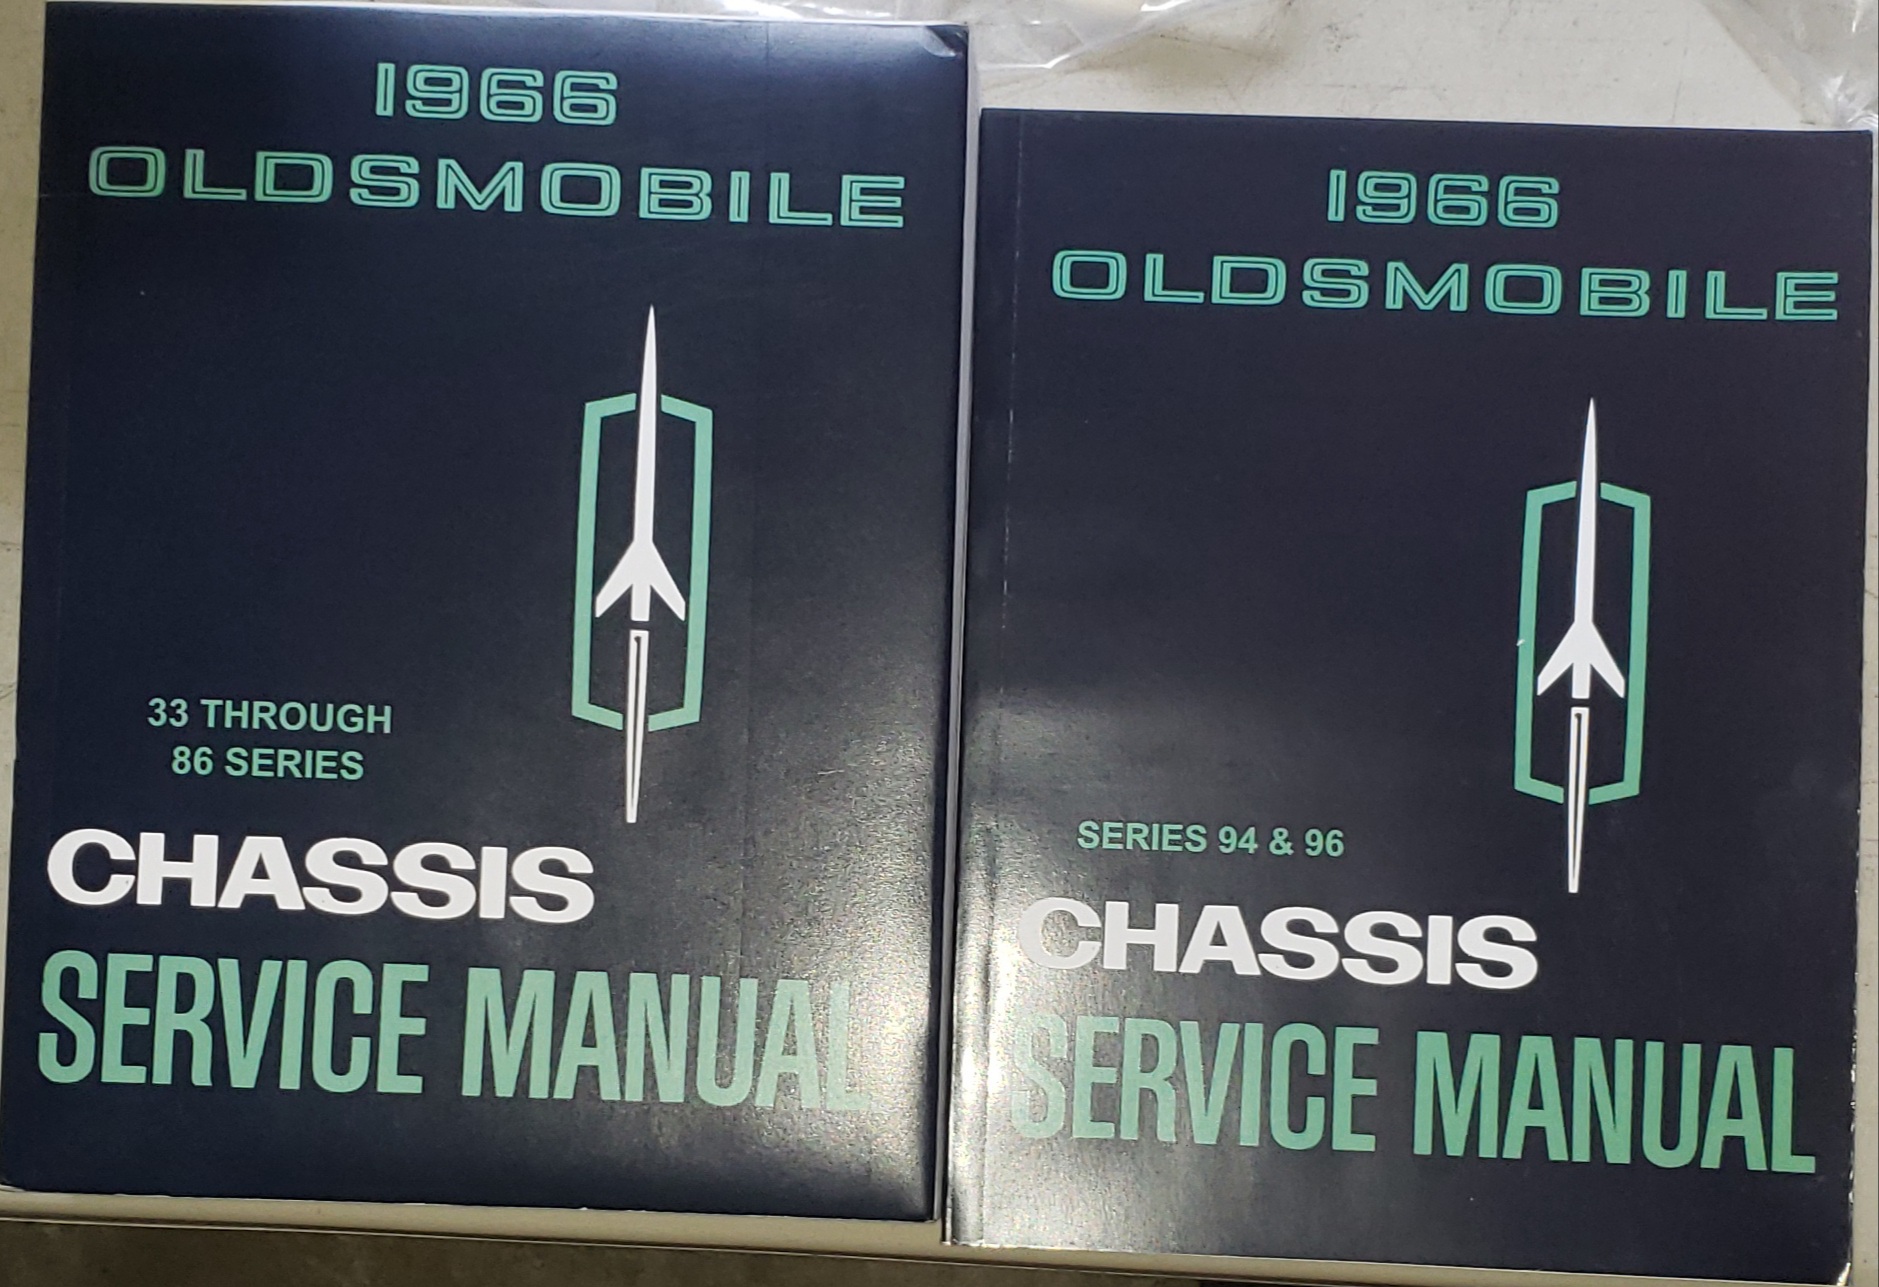 1966
OLDSMOBILE
33 THROUGH
86 SERIES
CHASSIS
SERVICE MANUAL
1966
OLDSMOBILE
SERIES 94 & 96
CHASSIS
SERVICE MANUAL